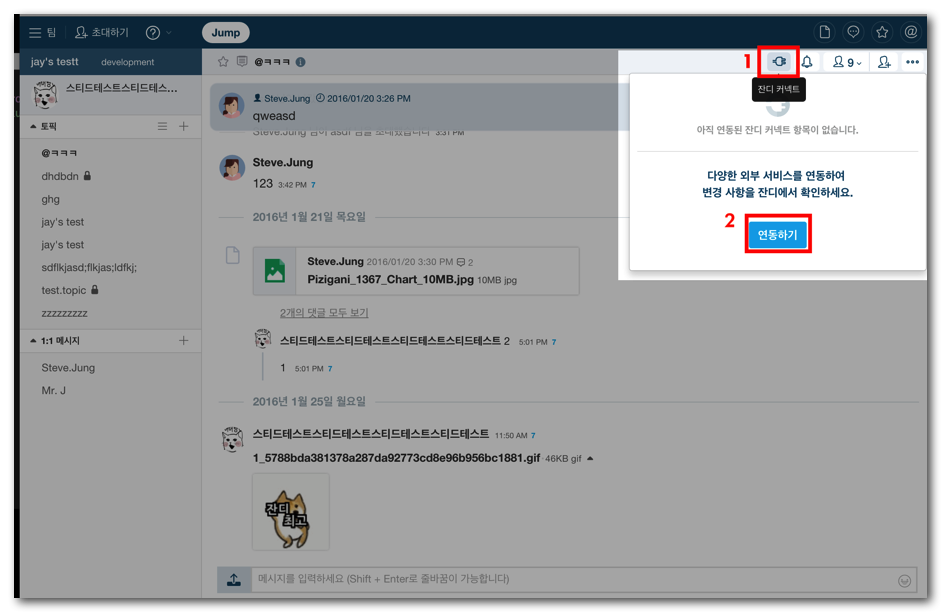 팀
초대하기
?
Jump
@
jay's testt
development
스티드테스트스티드테스...
토픽
@ㅋㅋㅋ
dhdbdn
ghg
jay's test
jay's test
sdflkjasd;flkjas;ldfkj;
test.topic
zzzzzzzzz
1:1 메시지
Steve.Jung
Mr. J
@ㅋㅋㅋ
Steve.Jung 2016/01/20 3:26 PM
qweasd
3:31 PM
Steve.Jung
123 3:42 PM 7
2016년 1월 21일 목요일
Steve.Jung 2016/01/20 3:30 PM 2
Pizigani_1367_Chart_10MB.jpg 10MB jpg
2개의 댓글 모두 보기
스티드테스트스티드테스트스티드테스트스티드테스트 2 5:01 PM 7
1 5:01 PM 7
2016년 1월 25일 월요일
스티드테스트스티드테스트스티드테스트스티드테스트 11:50 AM 7
1_5788bda381378a287da92773cd8e96b956bc1881.gif 46KB gif
잔디
최고
메시지를 입력하세요 (Shift + Enter로 줄바꿈이 가능합니다)
1
9
잔디 커넥트
아직 연동된 잔디 커넥트 항목이 없습니다.
다양한 외부 서비스를 연동하여
변경 사항을 잔디에서 확인하세요.
2
연동하기